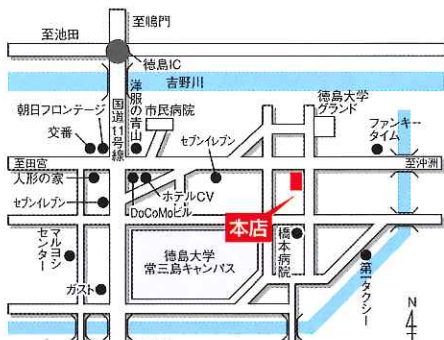 至鳴門
至池田
徳島IC
吉野川
洋服の青山
国道11号線
市民病院
朝日フロンテージ
交番
徳島大学
グランド
ファンキー
タイム
セブンイレブン
至田宮
至沖洲
人形の家
ホテルCV
DoCoMoビル
セブンイレブン
本店
マルヨシ
センター
徳島大学
常三島キャンパス
橋本病院
第一タクシー
ガスト
N
4